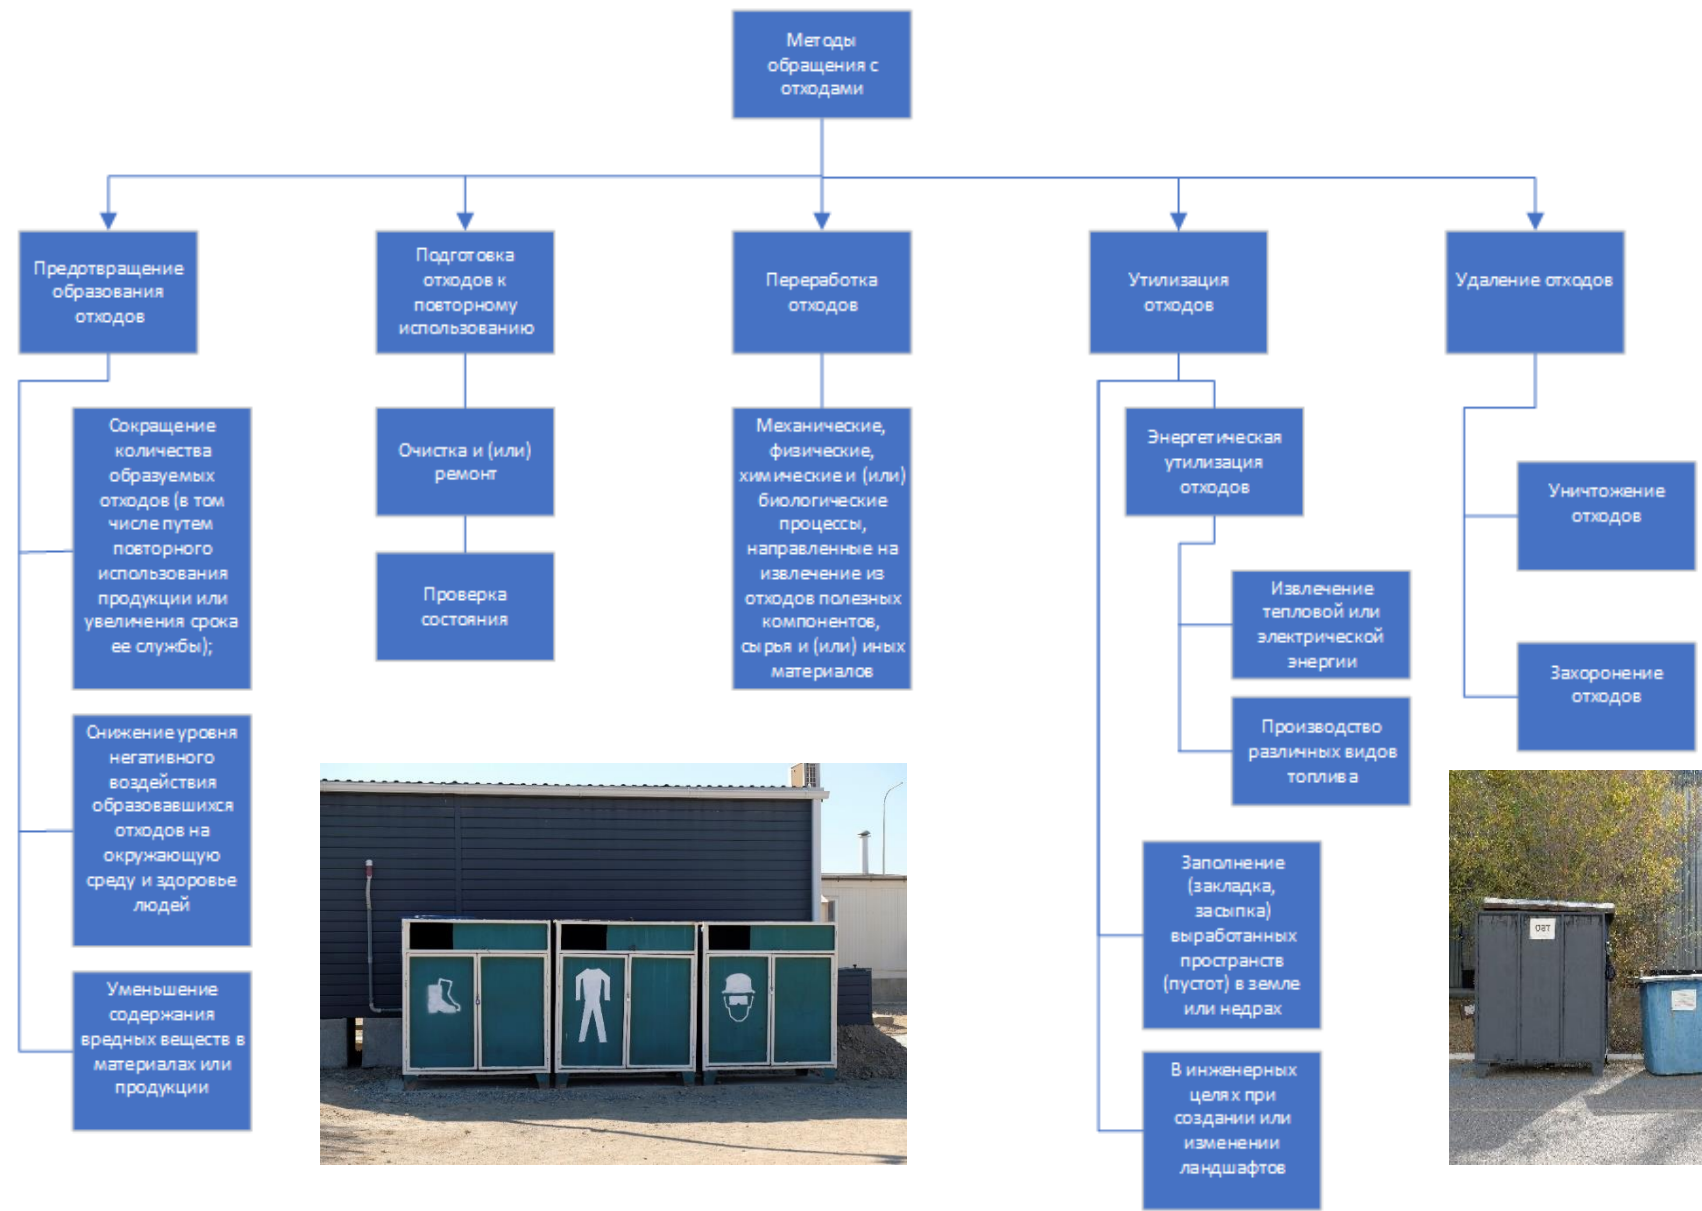 Методы
обращения с
отходами
Предотвращение
образования
отходов
Подготовка
отходов к
повторному
использованию
Переработка
отходов
Утилизация
отходов
Удаление отходов
Сокращение
количества
образуемых
отходов (в том
числе путем
повторного
использования
продукции или
увеличения срока
ее службы);
Снижение уровня
негативного
воздействия
образовавшихся
отходов на
окружающую
среду и здоровье
людей
Уменьшение
содержания
вредных веществ в
материалах или
продукции
Очистка и (или)
ремонт
Проверка
состояния
Механические,
физические,
химические и (или)
биологические
процессы,
направленные на
извлечение из
отходов полезных
компонентов,
сырья и (или) иных
материалов
Энергетическая
утилизация
отходов
Извлечение
тепловой или
электрической
энергии
Производство
различных видов
топлива
Заполнение
(закладка,
засыпка)
выработанных
пространств
(пустот) в земле
или недрах
В инженерных
целях при
создании или
изменении
ландшафтов
Уничтожение
отходов
Захоронение
отходов